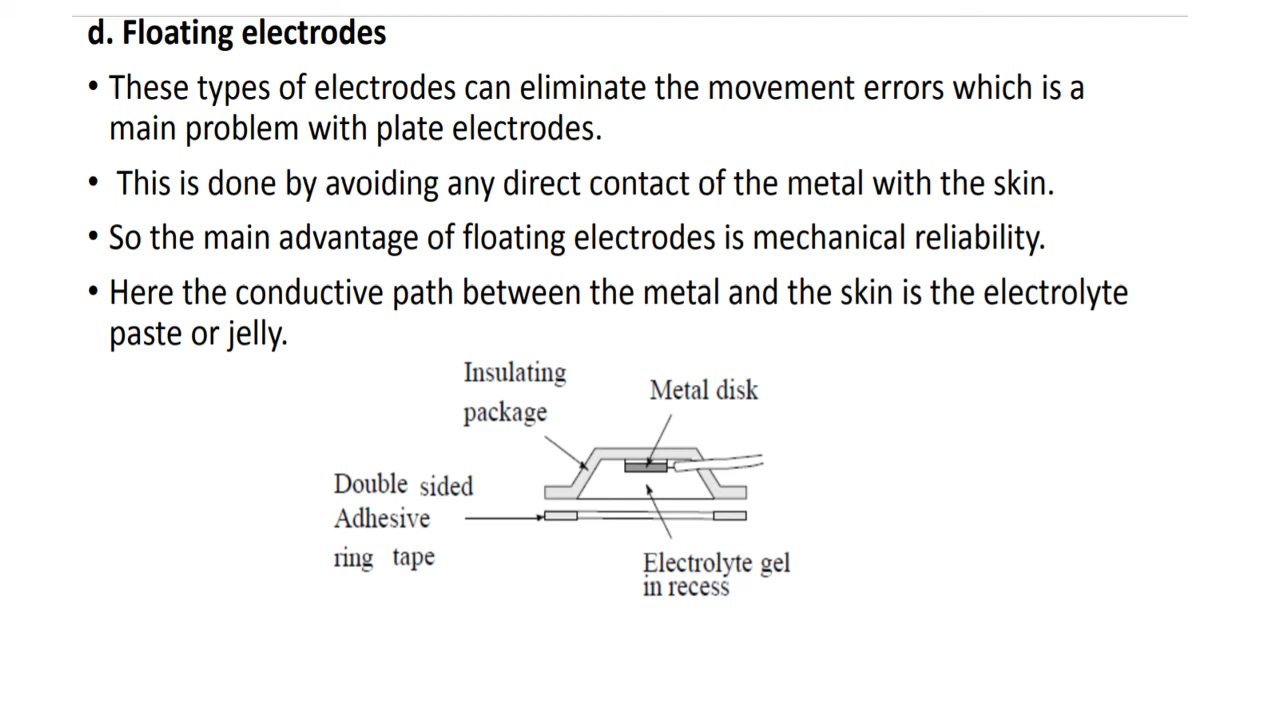 d. Floating electrodes
• These types of electrodes can eliminate the movement errors which is a
main problem with plate electrodes.
• This is done by avoiding any direct contact of the metal with the skin.
• So the main advantage of floating electrodes is mechanical reliability.
• Here the conductive path between the metal and the skin is the electrolyte
paste or jelly.
Insulating
package
Metal disk
Double sided
Adhesive
ring tape
Electrolyte gel
in recess